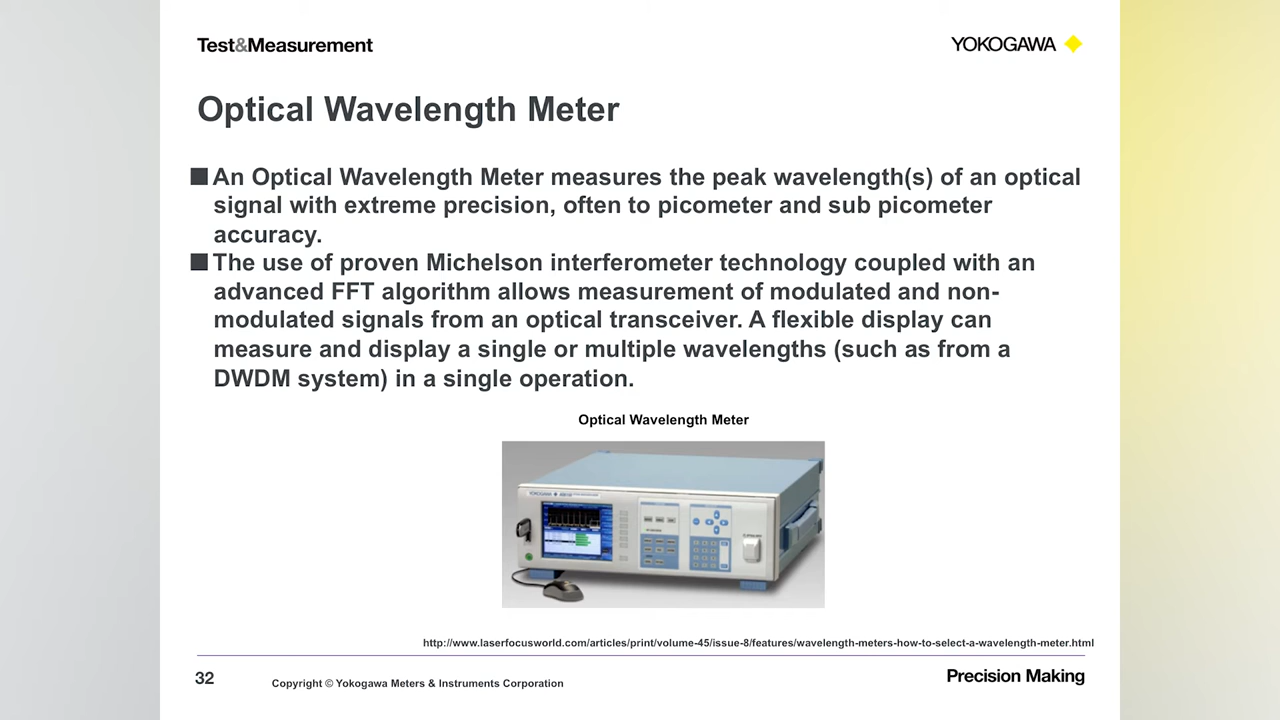 Test&Measurement
YOKOGAWA
Optical Wavelength Meter
■ An Optical Wavelength Meter measures the peak wavelength(s) of an optical
signal with extreme precision, often to picometer and sub picometer
accuracy.
■ The use of proven Michelson interferometer technology coupled with an
advanced FFT algorithm allows measurement of modulated and non-
modulated signals from an optical transceiver. A flexible display can
measure and display a single or multiple wavelengths (such as from a
DWDM system) in a single operation.
Optical Wavelength Meter
YOKOGAWA
http://www.laserfocusworld.com/articles/print/volume-45/issue-8/features/wavelength-meters-how-to-select-a-wavelength-meter.html
32
Copyright © Yokogawa Meters & Instruments Corporation
Precision Making